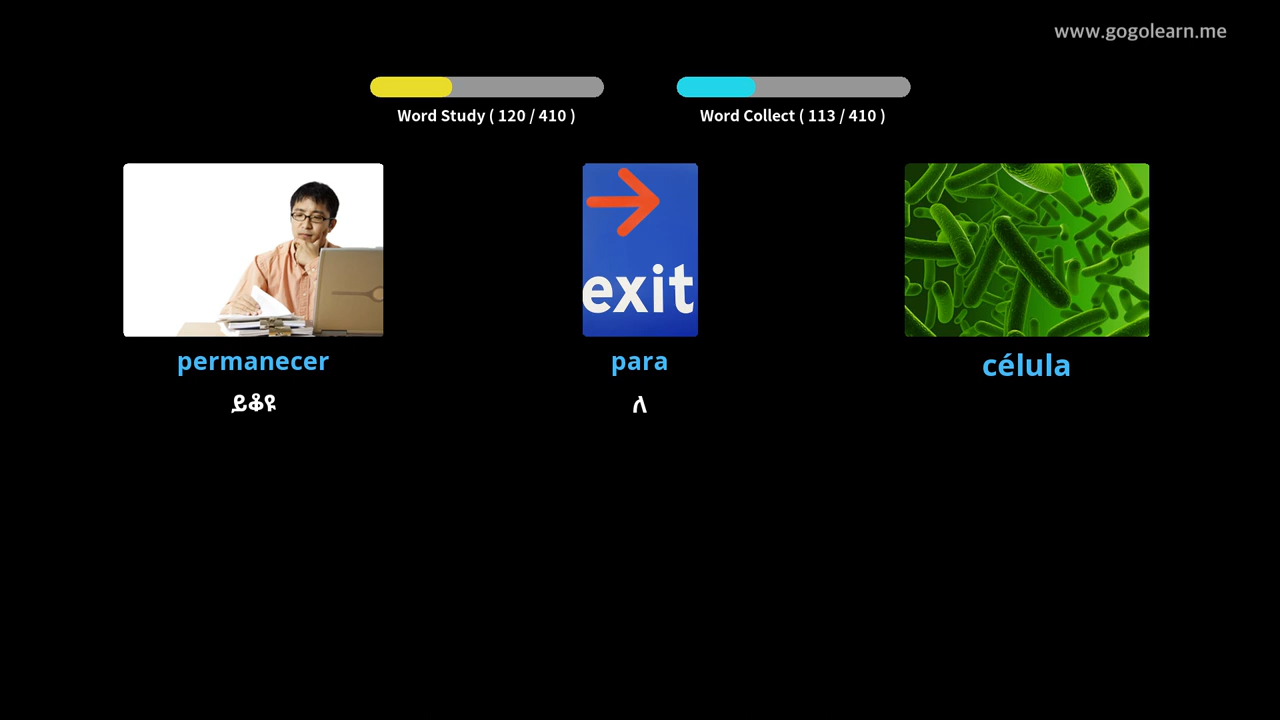 www.gogolearn.me
Word Study ( 120 / 410 )
Word Collect ( 113 / 410 )
exit
permanecer
para
célula
ይቆዩ
ለ